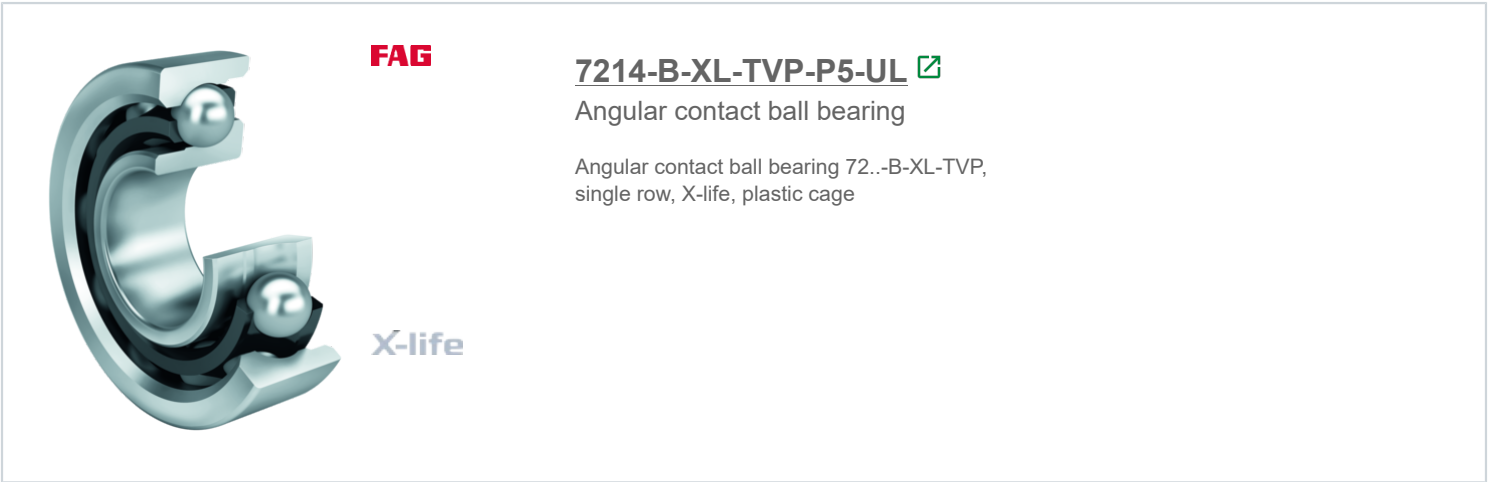 FAG
7214-B-XL-TVP-P5-UL
Angular contact ball bearing
Angular contact ball bearing 72..-B-XL-TVP,
single row, X-life, plastic cage
X-life